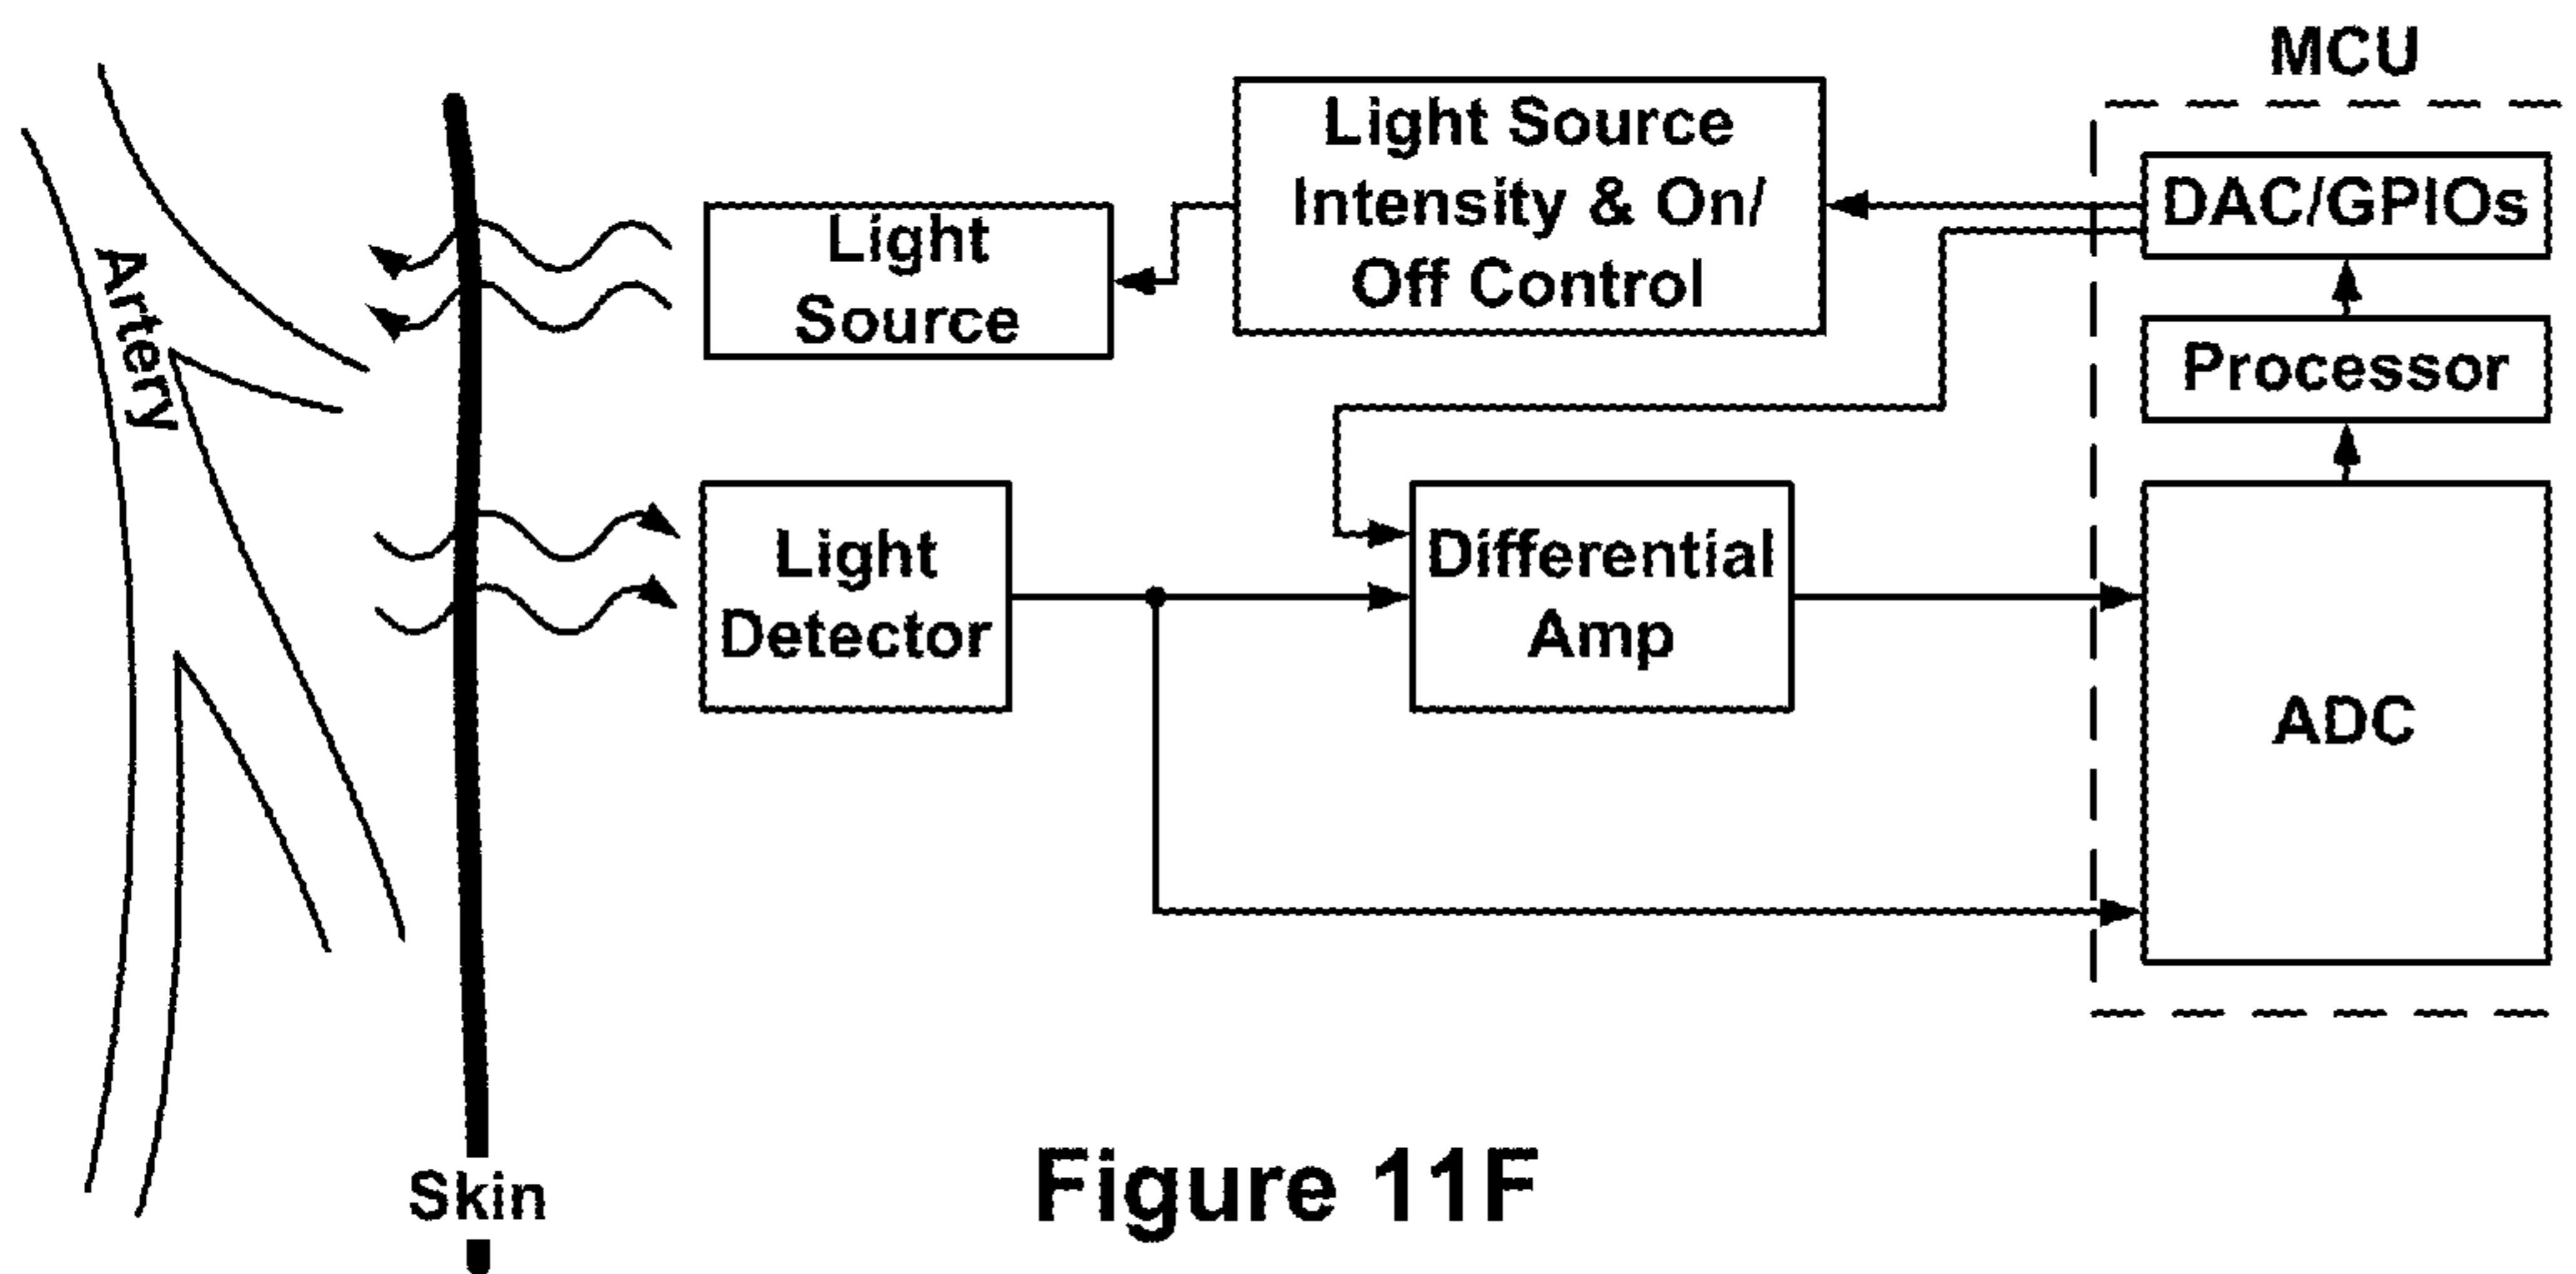 MCU
Light Source
Intensity & On/
Off Control
DAC/GPIOs
Light
Source
Processor
Artery
Light
Detector
Differential
Amp
ADC
Skin
Figure 11F